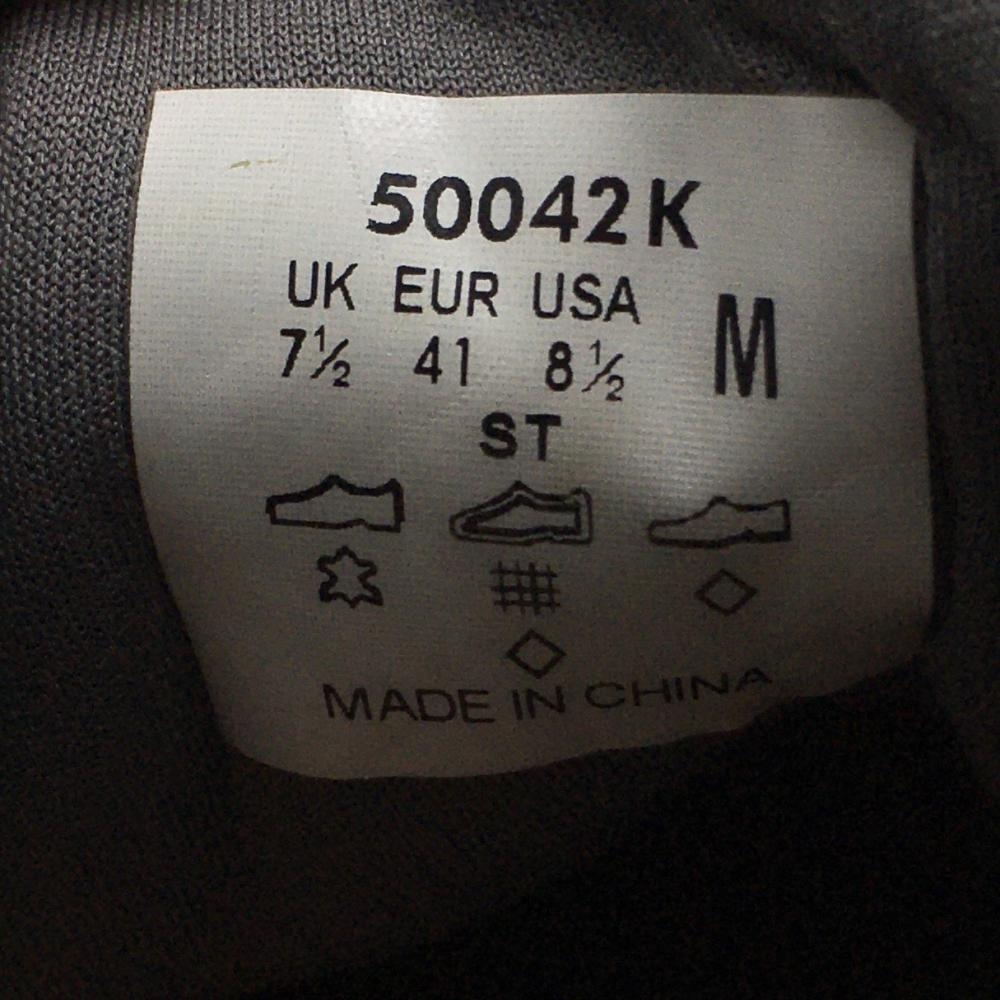 50042K
UK EUR USA M
7½ 41 8½
ST
MADE IN CHINA